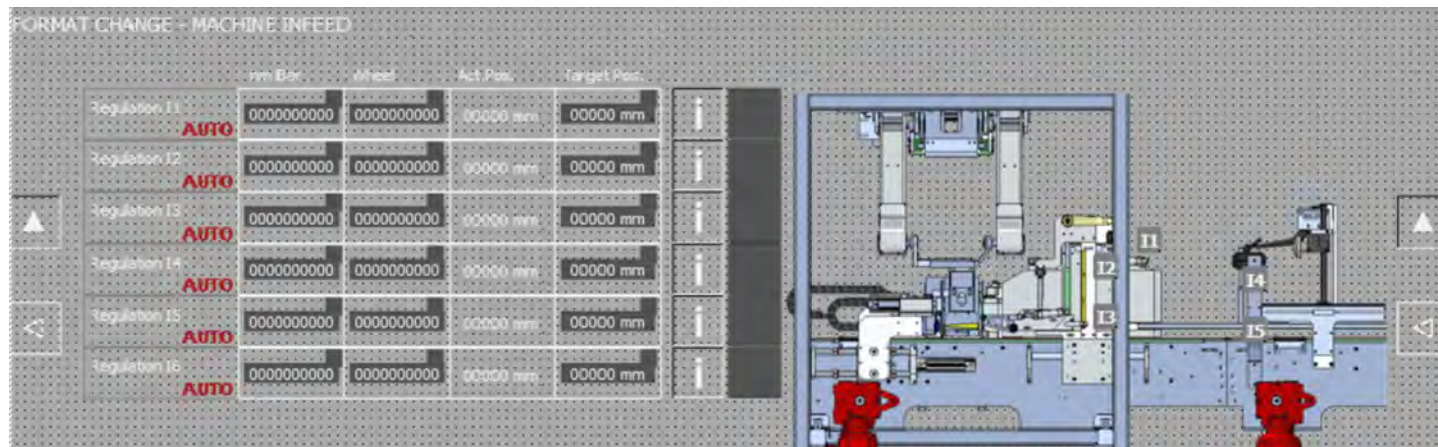 FORMAT CHANGE - MACHINE INFEED
mm Bar Wheel Act.Pos. Target Pos.
Regulation I1 AUTO 0000000000 0000000000 00000 mm 00000 mm i
Regulation I2 AUTO 0000000000 0000000000 00000 mm 00000 mm i
Regulation I3 AUTO 0000000000 0000000000 00000 mm 00000 mm i
Regulation I4 AUTO 0000000000 0000000000 00000 mm 00000 mm i
Regulation I5 AUTO 0000000000 0000000000 00000 mm 00000 mm i
Regulation I6 AUTO 0000000000 0000000000 00000 mm 00000 mm i
I1
I2
I4
I3
I5